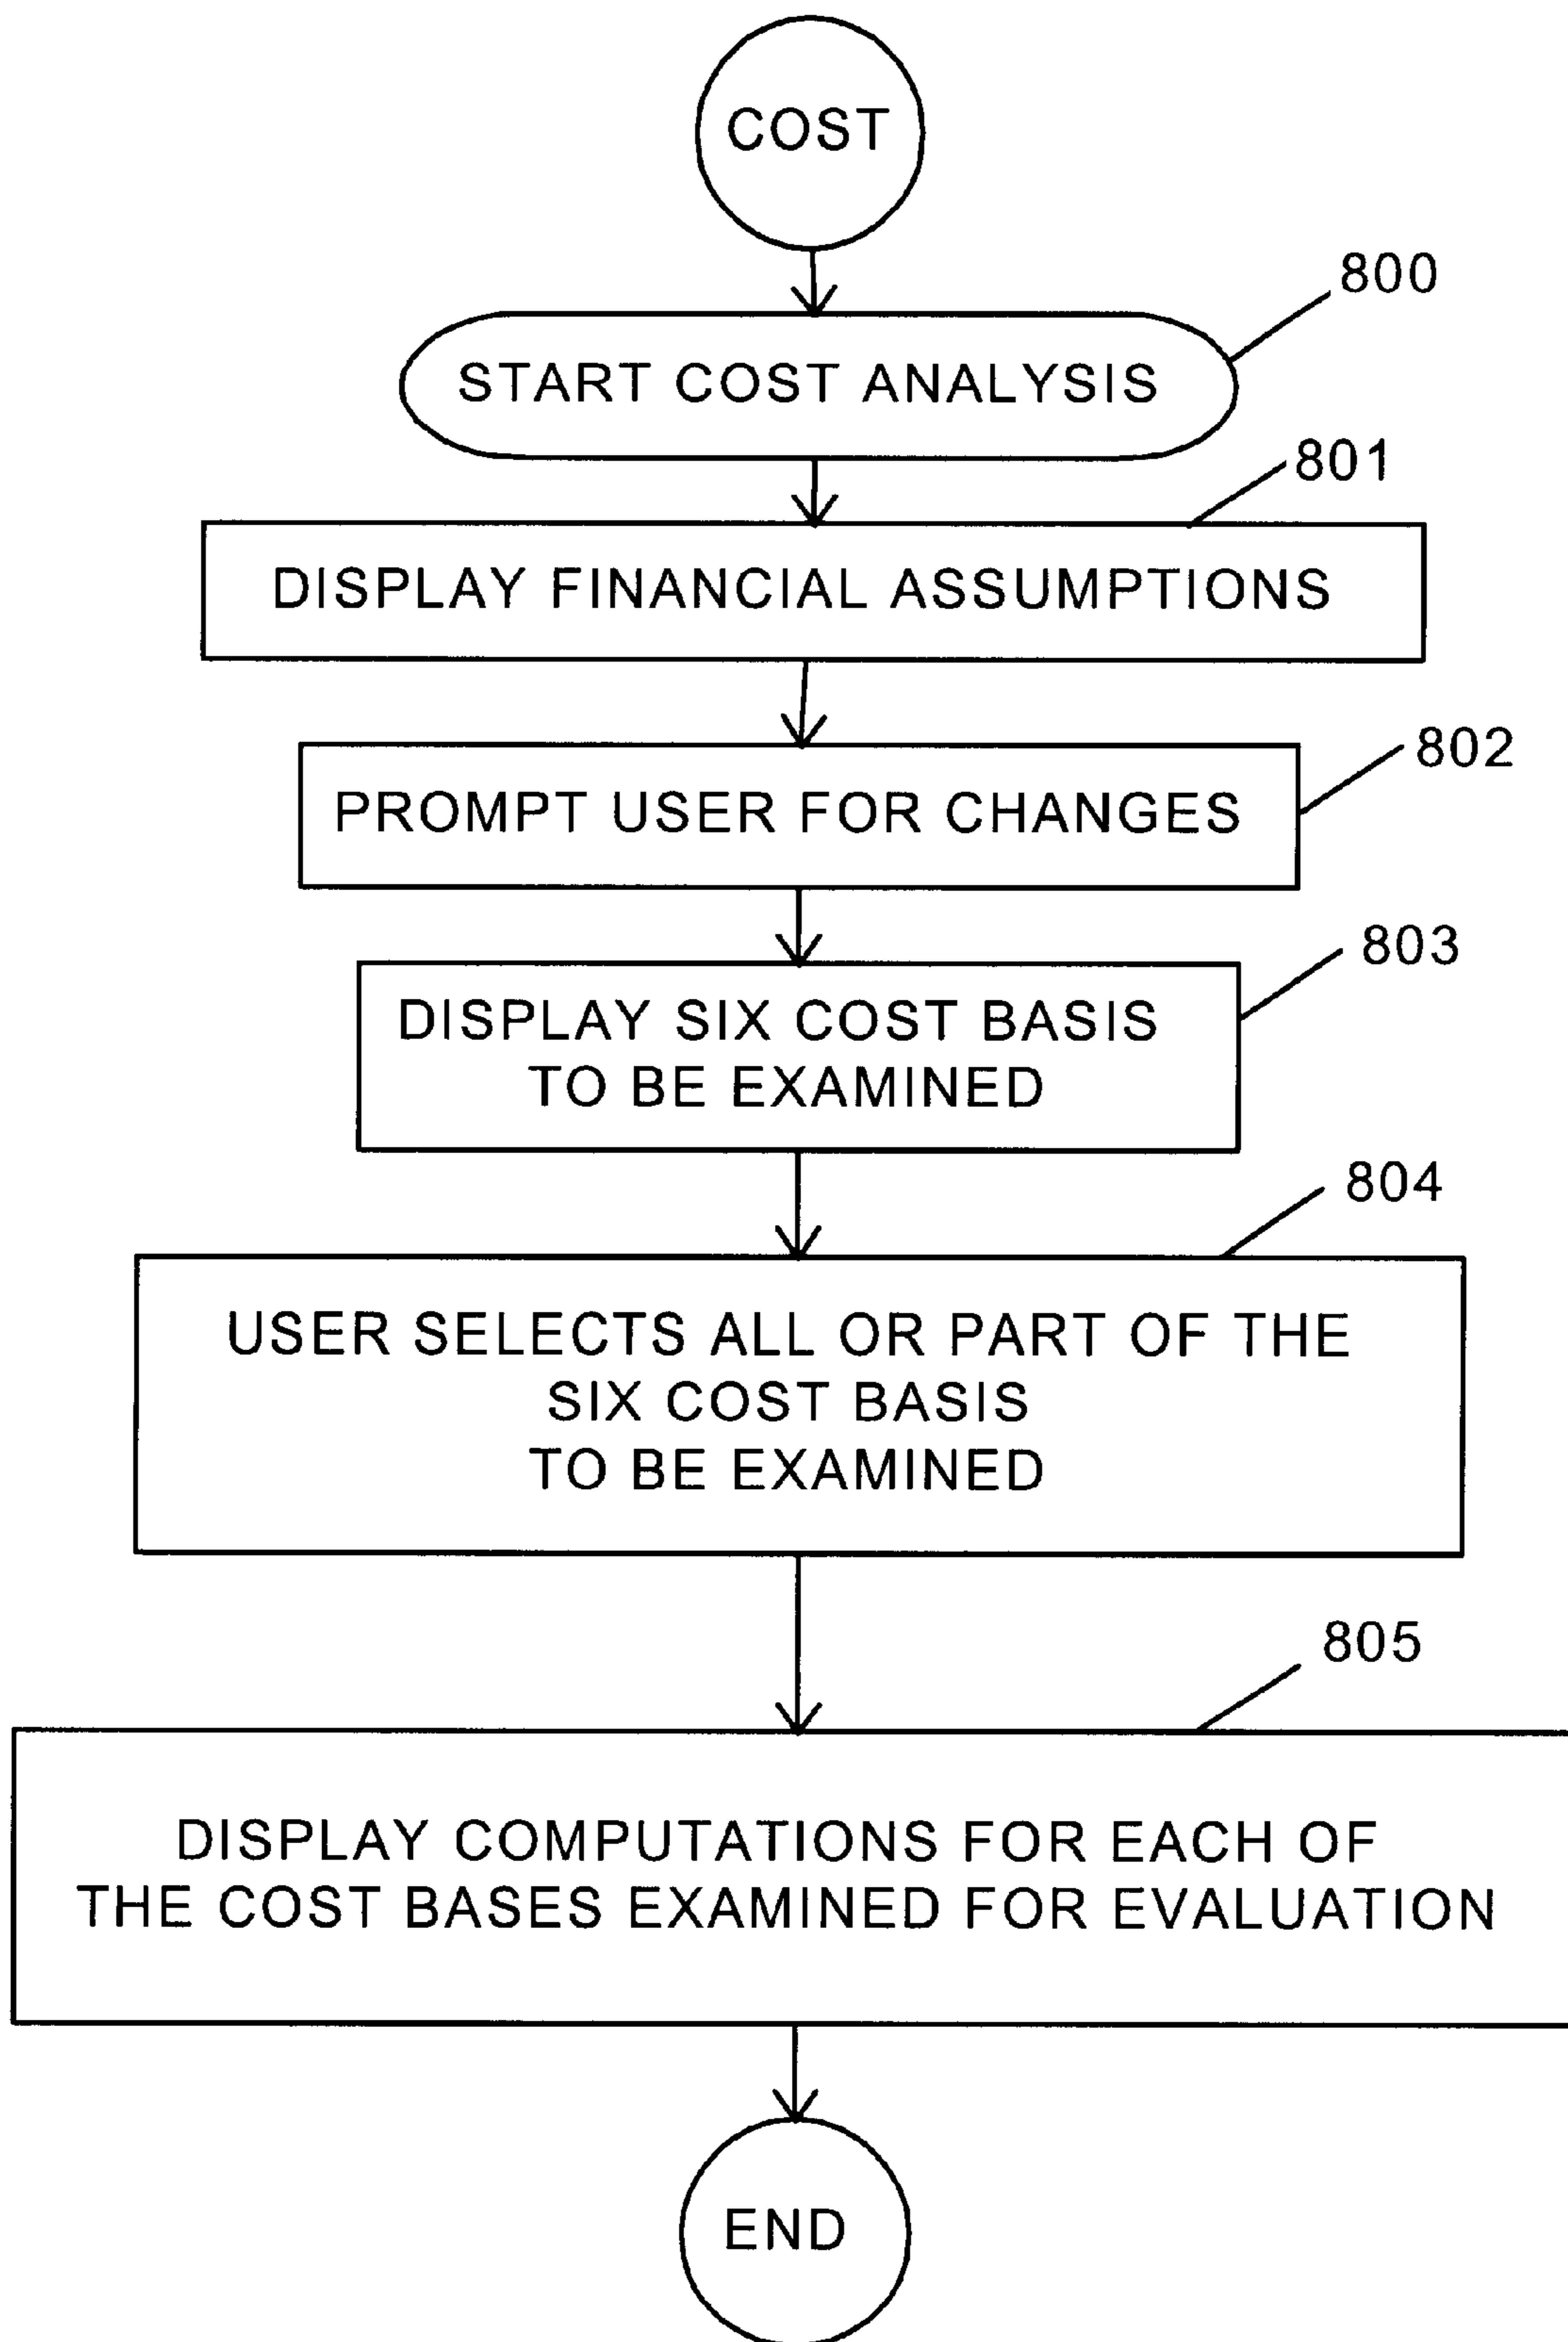 COST
800
START COST ANALYSIS
801
DISPLAY FINANCIAL ASSUMPTIONS
802
PROMPT USER FOR CHANGES
803
DISPLAY SIX COST BASIS
TO BE EXAMINED
804
USER SELECTS ALL OR PART OF THE
SIX COST BASIS
TO BE EXAMINED
805
DISPLAY COMPUTATIONS FOR EACH OF
THE COST BASES EXAMINED FOR EVALUATION
END